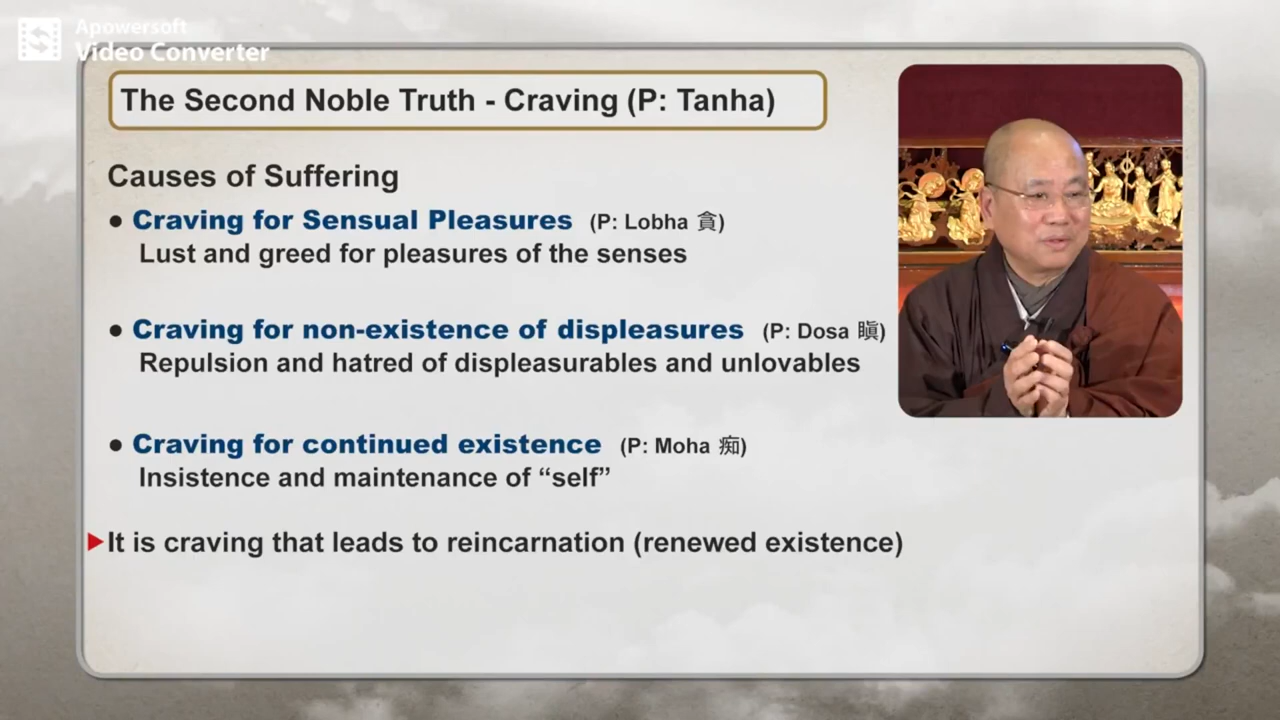 Apowersoft
Video Converter
The Second Noble Truth - Craving (P: Tanha)
Causes of Suffering
● Craving for Sensual Pleasures (P: Lobha 貪)
Lust and greed for pleasures of the senses
● Craving for non-existence of displeasures (P: Dosa 瞋)
Repulsion and hatred of displeasurables and unlovables
● Craving for continued existence (P: Moha 痴)
Insistence and maintenance of “self”
▶It is craving that leads to reincarnation (renewed existence)